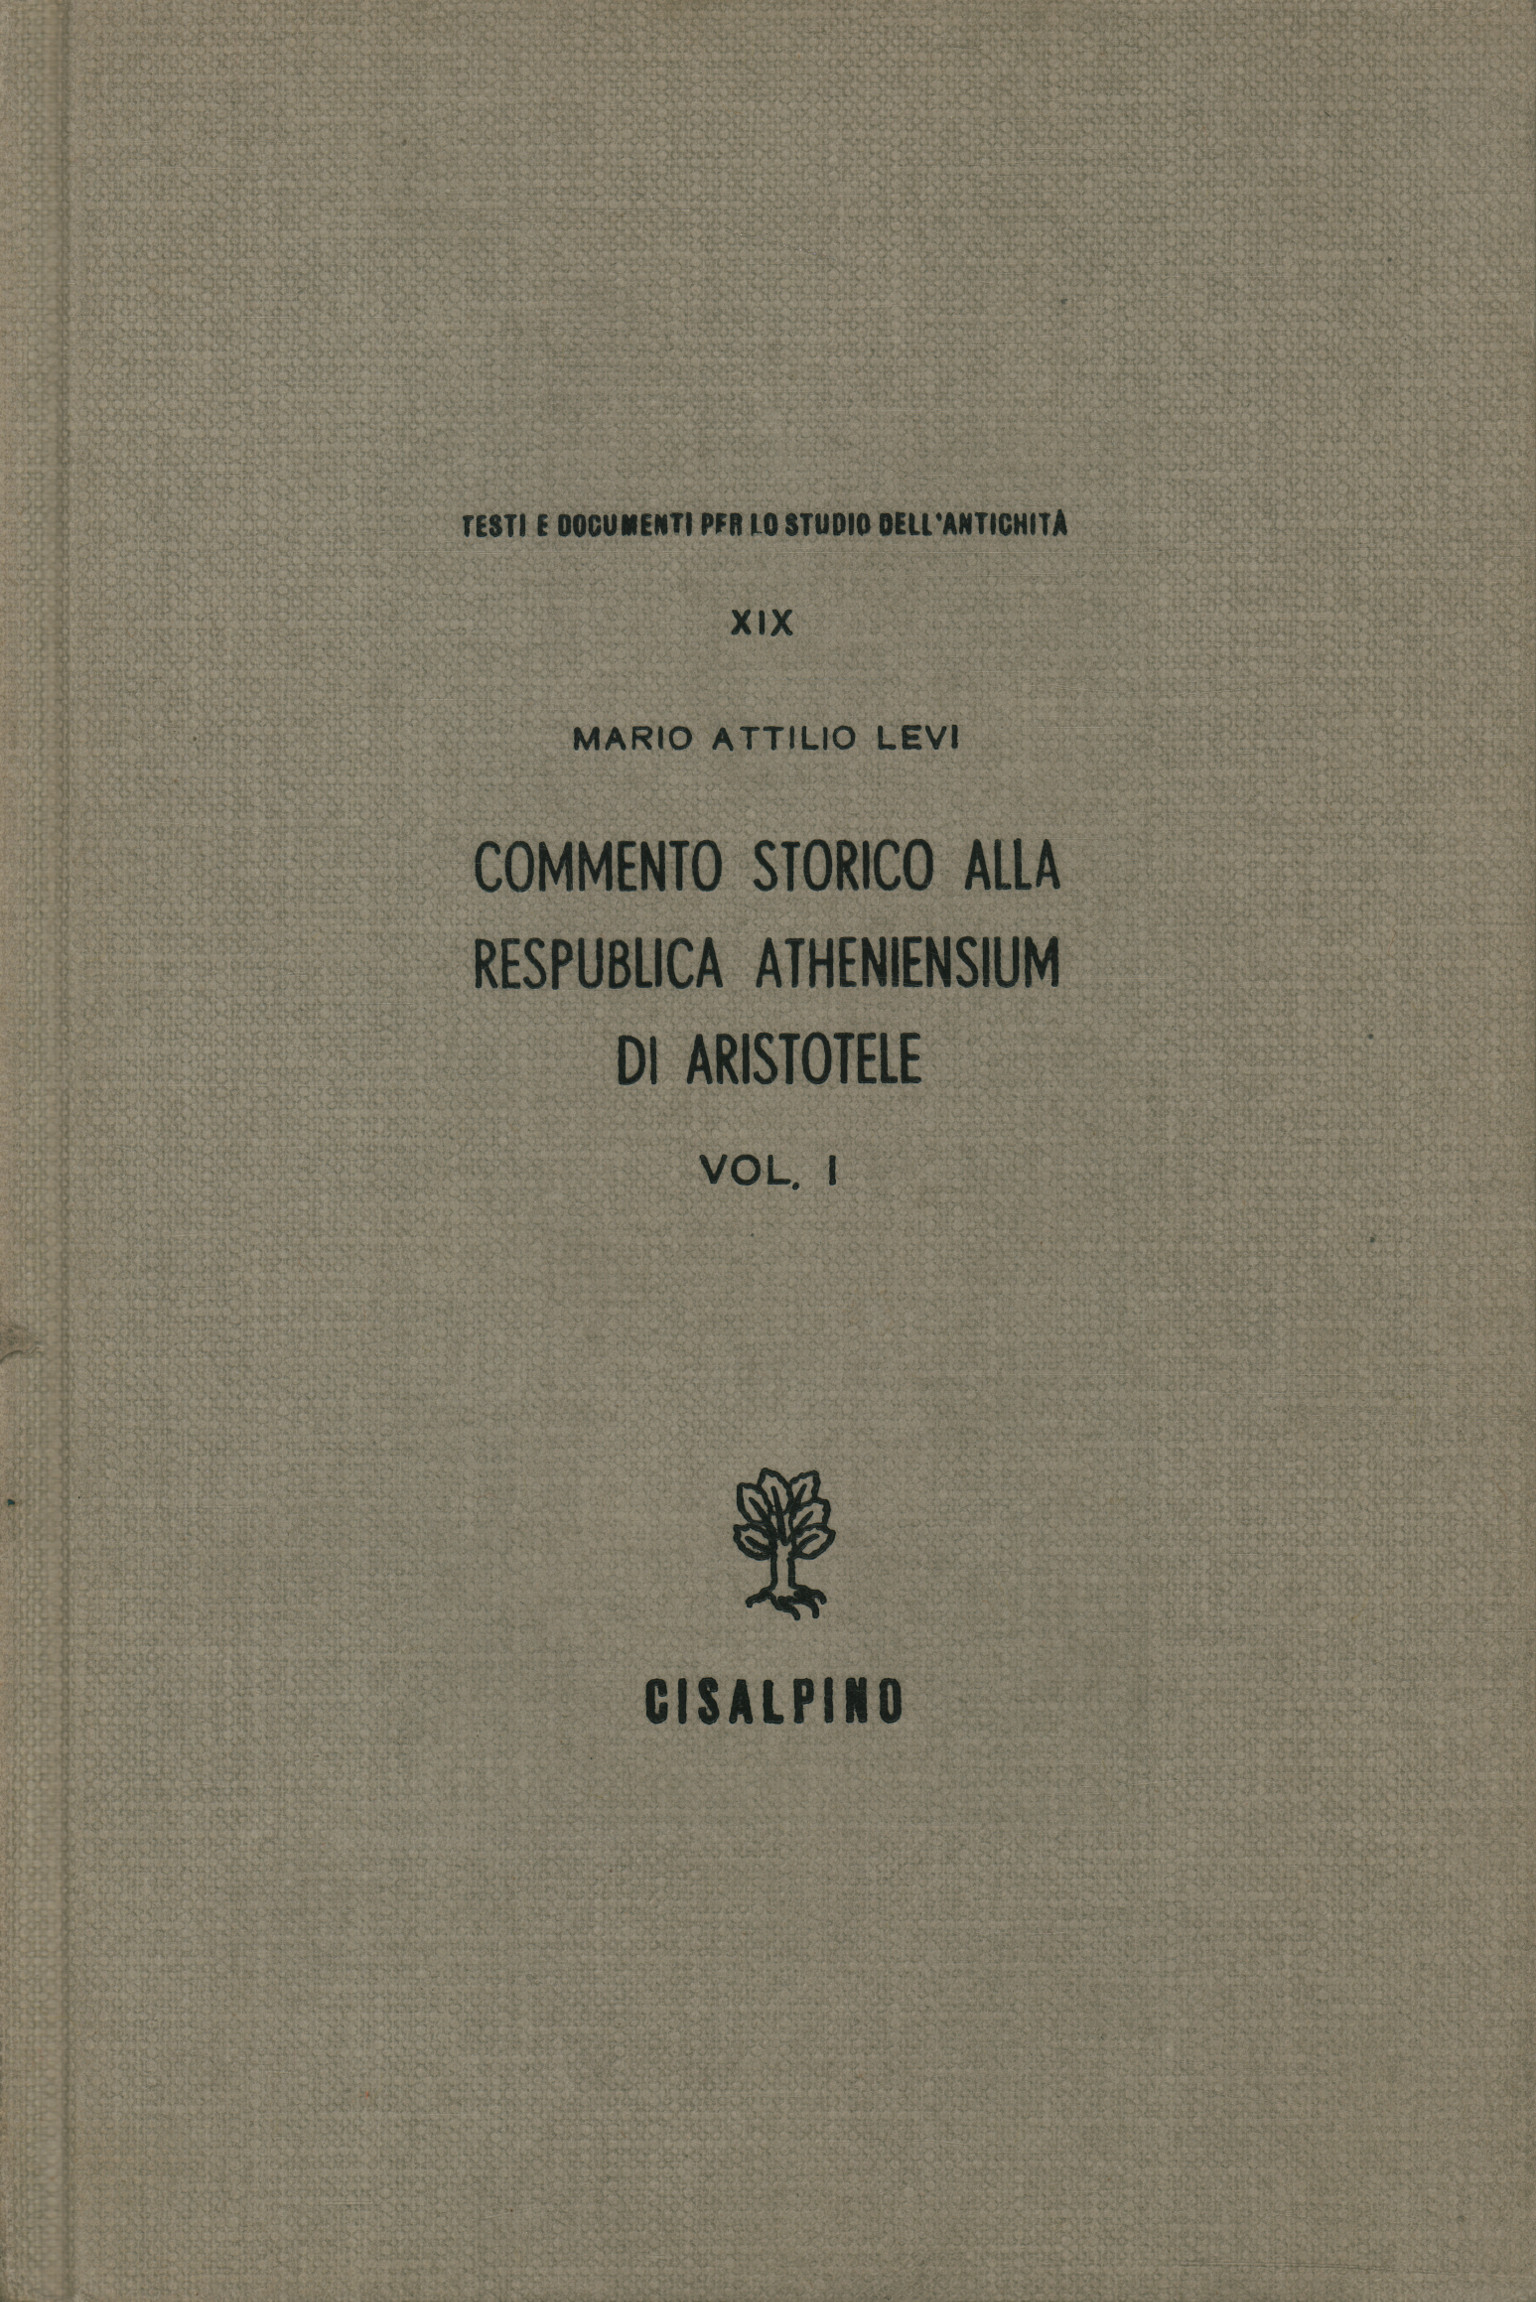 TESTI E DOCUMENTI PER LO STUDIO DELL'ANTICHITÀ
XIX
MARIO ATTILIO LEVI
COMMENTO STORICO ALLA
RESPUBLICA ATHENIENSIUM
DI ARISTOTELE
VOL. I
CISALPINO